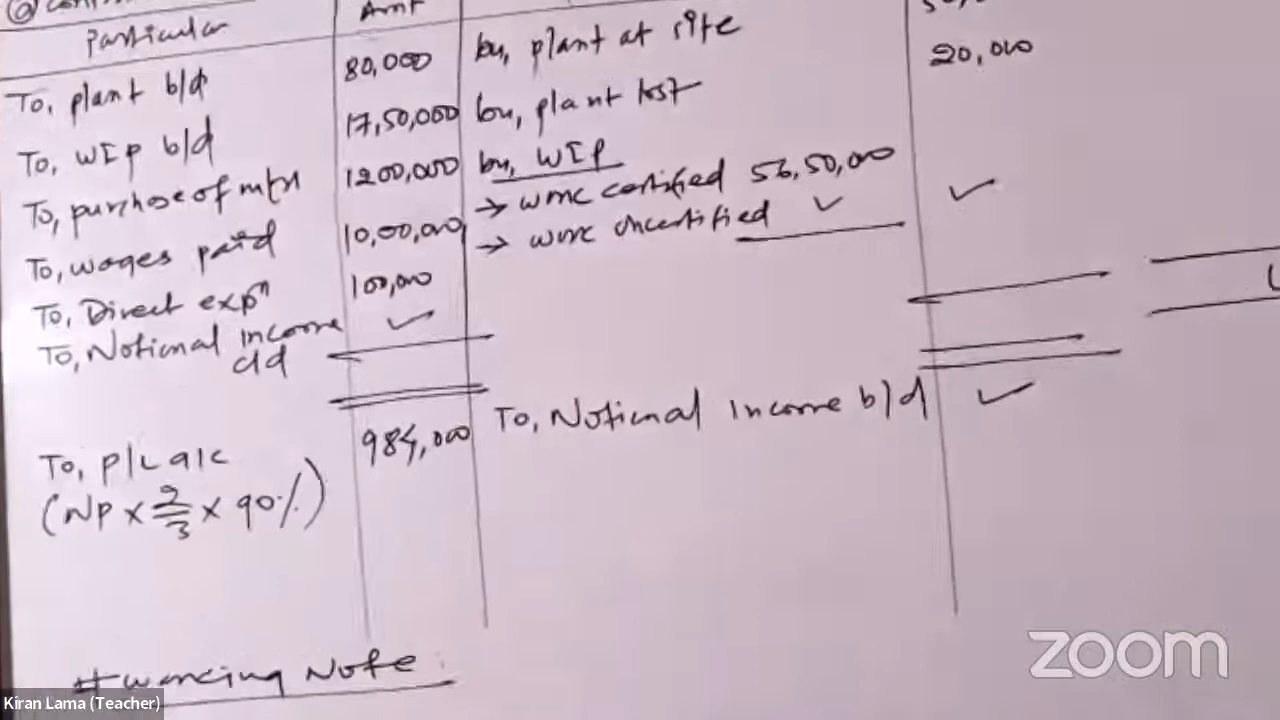 Particular Amt
To, plant b/d 80,000 by, plant at site
To, WIP b/d 17,50,000 by, plant lost 20,000
To, purchase of mtrl 1200,000 by, WIP
→ work certified 56,50,000
To, wages paid 10,00,000 → work uncertified
To, Direct expn 100,000
To, Notional Income c/d
To, Notional Income b/d
To, P/L a/c 984,000
(NP × 2/3 × 90%)
# Working Note:
zoom
Kiran Lama (Teacher)